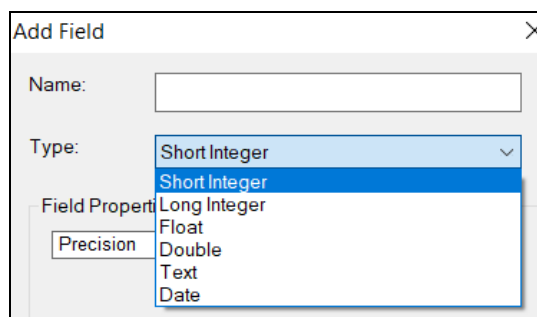 Add Field
Name:
Type:
Short Integer
Short Integer
Long Integer
Float
Double
Text
Date
Field Properti
Precision